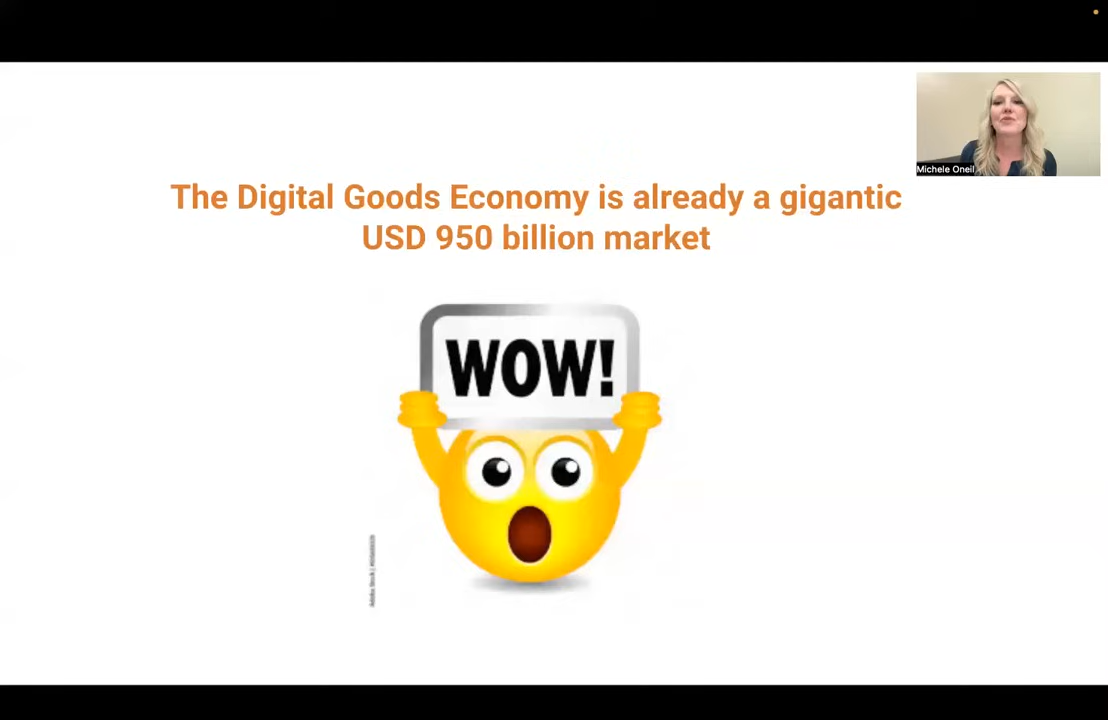 Michele Oneil
The Digital Goods Economy is already a gigantic
USD 950 billion market
WOW!